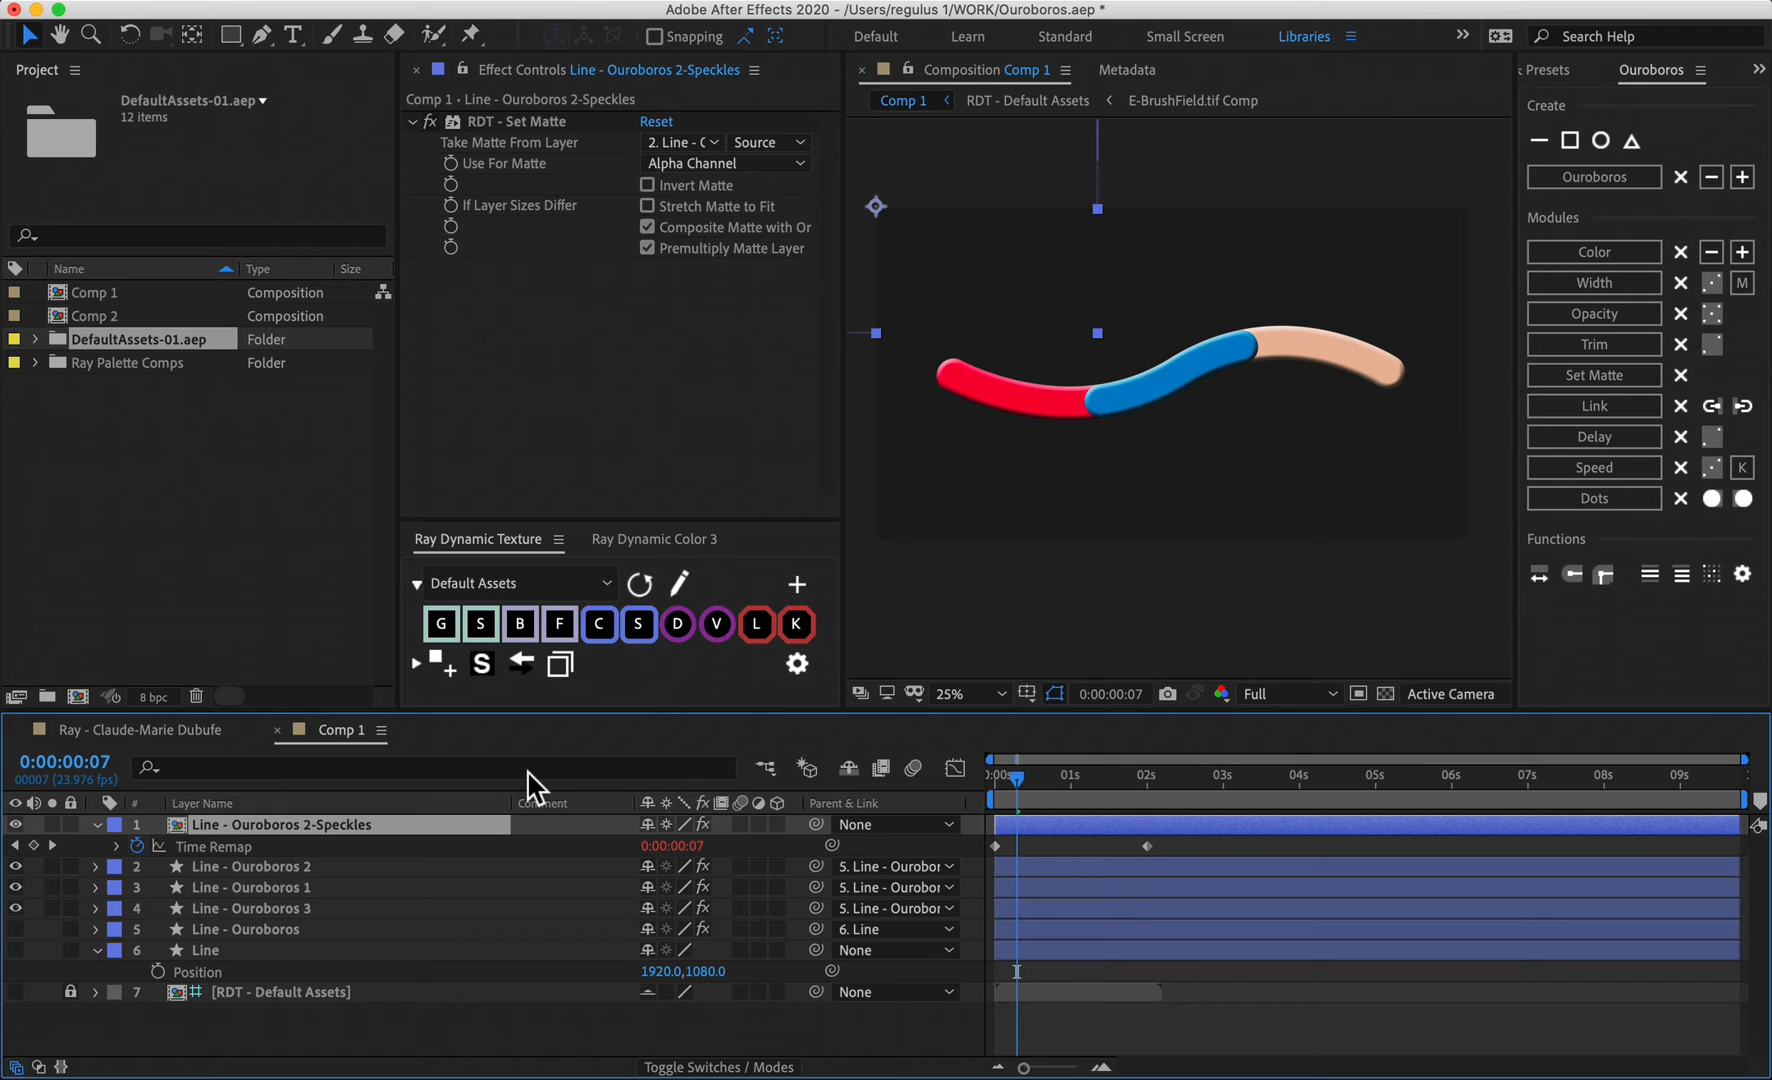 Adobe After Effects 2020 - /Users/regulus 1/WORK/Ouroboros.aep *
T
Snapping
Default
Learn
Standard
Small Screen
Libraries
Search Help
Project
DefaultAssets-01.aep
12 items
Name
Type
Size
Comp 1
Composition
Comp 2
Composition
DefaultAssets-01.aep
Folder
Ray Palette Comps
Folder
8 bpc
Effect Controls Line - Ouroboros 2-Speckles
Comp 1 • Line - Ouroboros 2-Speckles
fx RDT - Set Matte Reset
Take Matte From Layer 2. Line - ( Source
Use For Matte Alpha Channel
Invert Matte
If Layer Sizes Differ Stretch Matte to Fit
Composite Matte with Or
Premultiply Matte Layer
Ray Dynamic Texture
Ray Dynamic Color 3
Default Assets
G S B F C S D V L K
S
Composition Comp 1
Metadata
Comp 1
RDT - Default Assets
E-BrushField.tif Comp
25%
0:00:00:07
Full
Active Camera
Presets
Ouroboros
Create
Ouroboros
Modules
Color
Width M
Opacity
Trim
Set Matte
Link
Delay
Speed K
Dots
Functions
Ray - Claude-Marie Dubufe
Comp 1
0:00:00:07
00007 (23.976 fps)
:00s 01s 02s 03s 04s 05s 06s 07s 08s 09s
# Layer Name Comment fx Parent & Link
1 Line - Ouroboros 2-Speckles fx None
Time Remap 0:00:00:07
2 Line - Ouroboros 2 fx 5. Line - Ourobor
3 Line - Ouroboros 1 fx 5. Line - Ourobor
4 Line - Ouroboros 3 fx 5. Line - Ourobor
5 Line - Ouroboros fx 6. Line
6 Line None
Position 1920.0,1080.0
7 [RDT - Default Assets] None
Toggle Switches / Modes